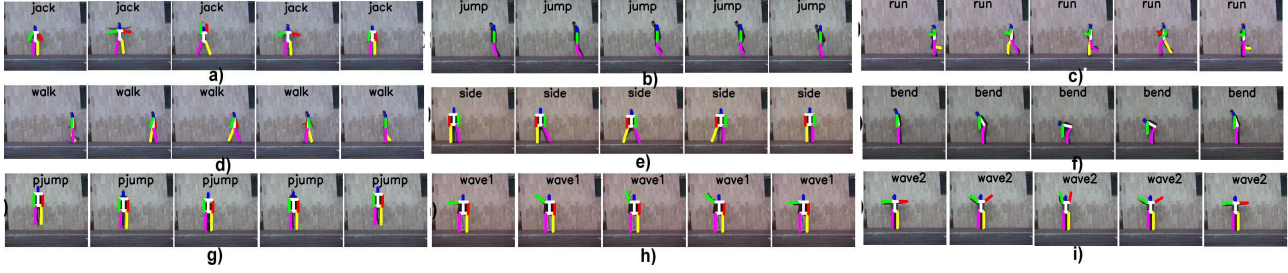 jack jack jack jack jack
a)
jump jump jump jump jump
b)
run run run run run
c)
walk walk walk walk walk
d)
side side side side side
e)
bend bend bend bend bend
f)
pjump pjump pjump pjump pjump
g)
wave1 wave1 wave1 wave1 wave1
h)
wave2 wave2 wave2 wave2 wave2
i)